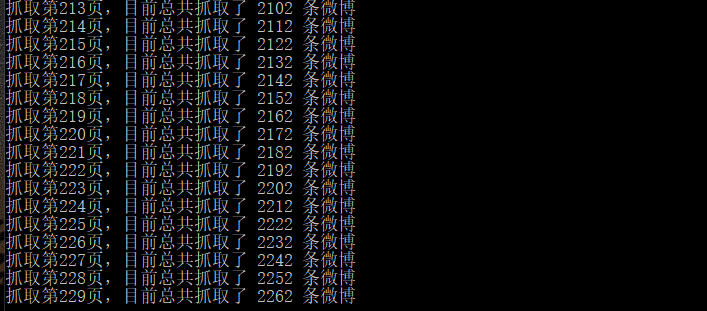 抓取第213页，目前总共抓取了 2102 条微博
抓取第214页，目前总共抓取了 2112 条微博
抓取第215页，目前总共抓取了 2122 条微博
抓取第216页，目前总共抓取了 2132 条微博
抓取第217页，目前总共抓取了 2142 条微博
抓取第218页，目前总共抓取了 2152 条微博
抓取第219页，目前总共抓取了 2162 条微博
抓取第220页，目前总共抓取了 2172 条微博
抓取第221页，目前总共抓取了 2182 条微博
抓取第222页，目前总共抓取了 2192 条微博
抓取第223页，目前总共抓取了 2202 条微博
抓取第224页，目前总共抓取了 2212 条微博
抓取第225页，目前总共抓取了 2222 条微博
抓取第226页，目前总共抓取了 2232 条微博
抓取第227页，目前总共抓取了 2242 条微博
抓取第228页，目前总共抓取了 2252 条微博
抓取第229页，目前总共抓取了 2262 条微博